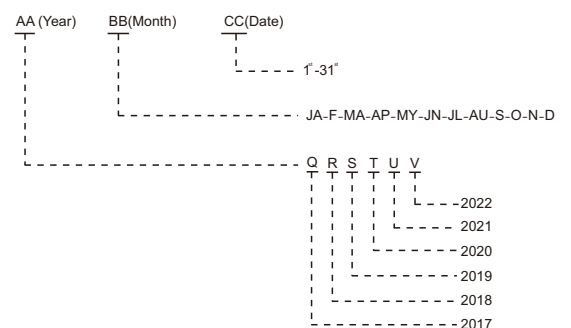 AA (Year) BB(Month) CC(Date)
1st-31st
JA-F-MA-AP-MY-JN-JL-AU-S-O-N-D
Q R S T U V
2022
2021
2020
2019
2018
2017